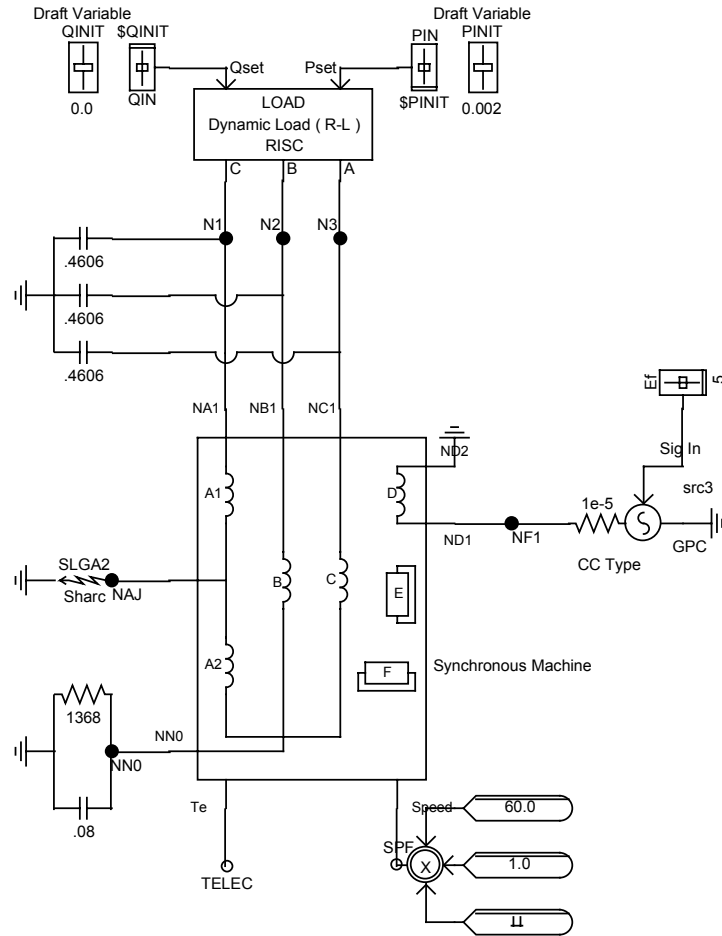 Draft Variable
QINIT
$QINIT
0.0
QIN
Qset
Pset
PIN
Draft Variable
PINIT
$PINIT
0.002
LOAD
Dynamic Load ( R-L )
RISC
C
B
A
N1
N2
N3
.4606
.4606
.4606
NA1
NB1
NC1
Ef
5
Sig In
src3
ND2
D
1e-5
ND1
NF1
GPC
CC Type
A1
SLGA2
Sharc
NAJ
B
C
E
A2
F
Synchronous Machine
1368
NN0
NN0
.08
Te
Speed
60.0
SPF
X
1.0
TELEC